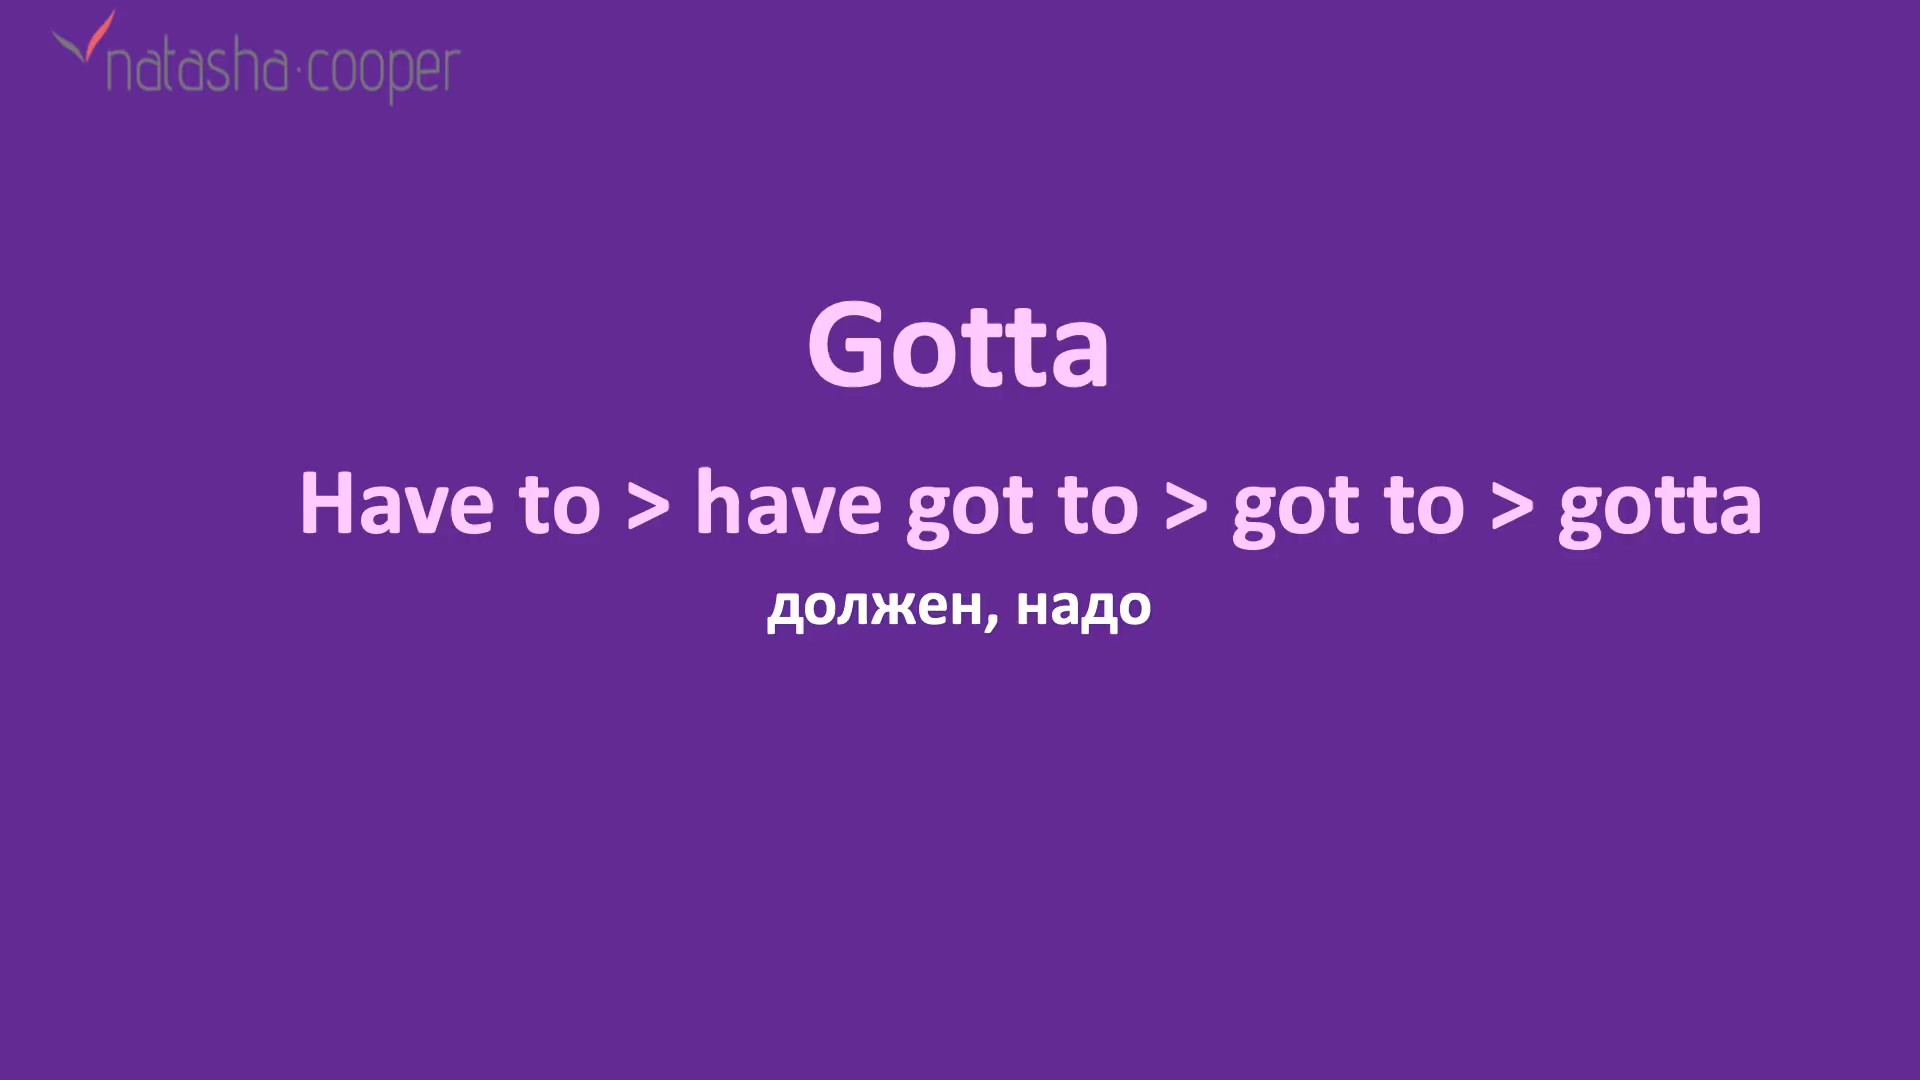 natasha·cooper
Gotta
Have to > have got to > got to > gotta
должен, надо